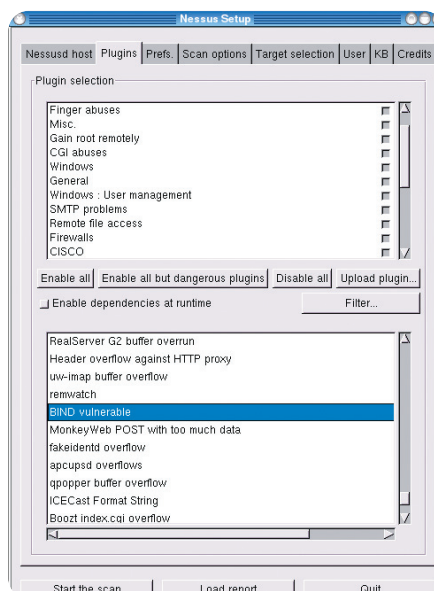 Nessus Setup
Nessusd host Plugins Prefs. Scan options Target selection User KB Credits
Plugin selection
Finger abuses
Misc.
Gain root remotely
CGI abuses
Windows
General
Windows : User management
SMTP problems
Remote file access
Firewalls
CISCO
Enable all Enable all but dangerous plugins Disable all Upload plugin...
Enable dependencies at runtime Filter...
RealServer G2 buffer overrun
Header overflow against HTTP proxy
uw-imap buffer overflow
remwatch
BIND vulnerable
MonkeyWeb POST with too much data
fakeidentd overflow
apcupsd overflows
qpopper buffer overflow
ICECast Format String
Boozt index.cgi overflow
Start the scan Load report Quit